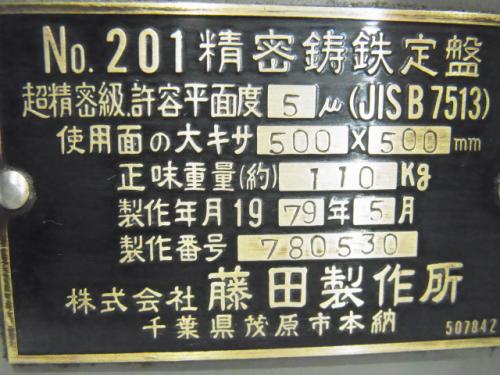 No. 201 精密鋳鉄定盤
超精密級.許容平面度 5 μ (JIS B 7513)
使用面の大キサ 500 X 500 mm
正味重量(約) 110 Kg
製作年月19 79 年 5 月
製作番号 780530
株式会社 藤田製作所
千葉県茂原市本納
50784Z